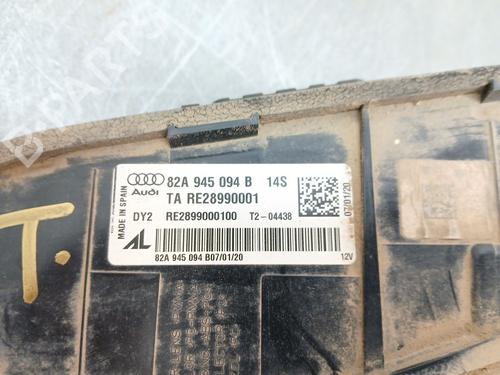 MADE IN SPAIN
Audi
82A 945 094 B 14S
TA RE28990001
DY2 RE2899000100 T2-04438
AL
82A 945 094 B07/01/20
12V
07/01/20
T.